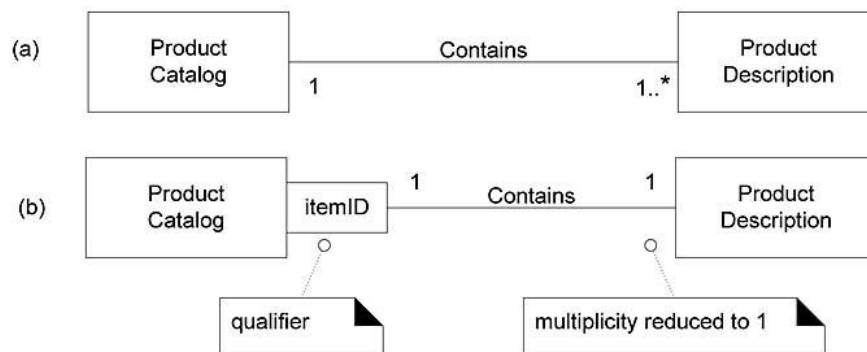 (a)
Product
Catalog
Contains
Product
Description
1
1..*
(b)
Product
Catalog
itemID
1
Contains
1
Product
Description
qualifier
multiplicity reduced to 1